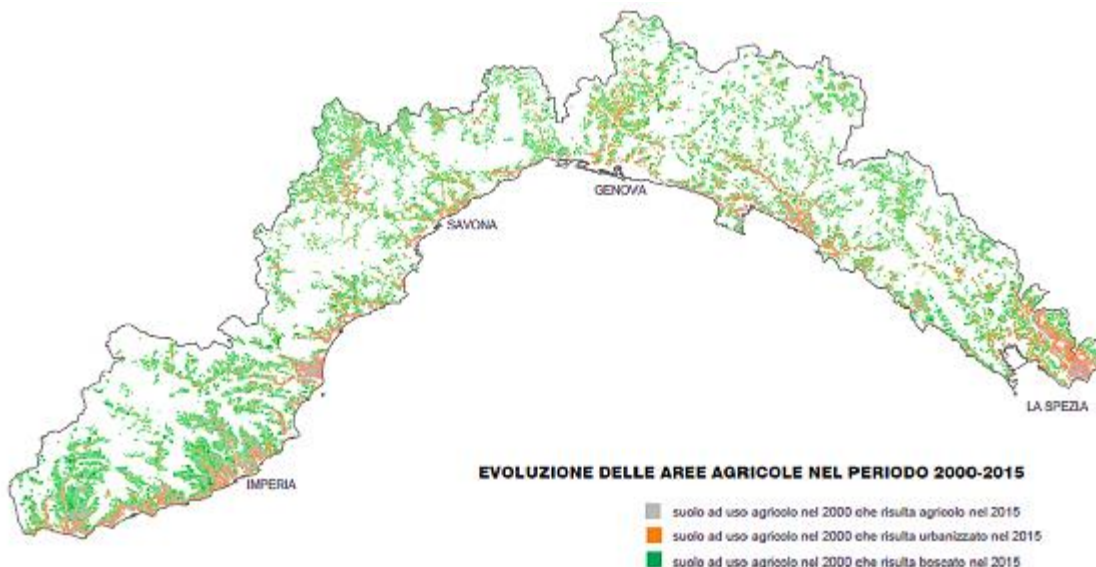 GENOVA
SAVONA
LA SPEZIA
IMPERIA
EVOLUZIONE DELLE AREE AGRICOLE NEL PERIODO 2000-2015
suolo ad uso agricolo nel 2000 che risulta agricolo nel 2015
suolo ad uso agricolo nel 2000 che risulta urbanizzato nel 2015
suolo ad uso agricolo nel 2000 che risulta boscato nel 2015